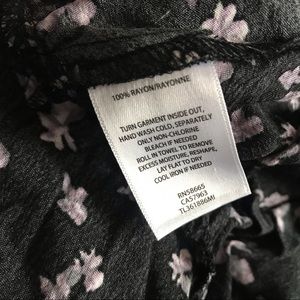 100% RAYON/RAYONNE
TURN GARMENT INSIDE OUT,
HAND WASH COLD, SEPARATELY
ONLY NON-CHLORINE
BLEACH IF NEEDED
ROLL IN TOWEL TO REMOVE
EXCESS MOISTURE, RESHAPE,
LAY FLAT TO DRY
COOL IRON IF NEEDED
RN58665
CA57963
TL361886MI